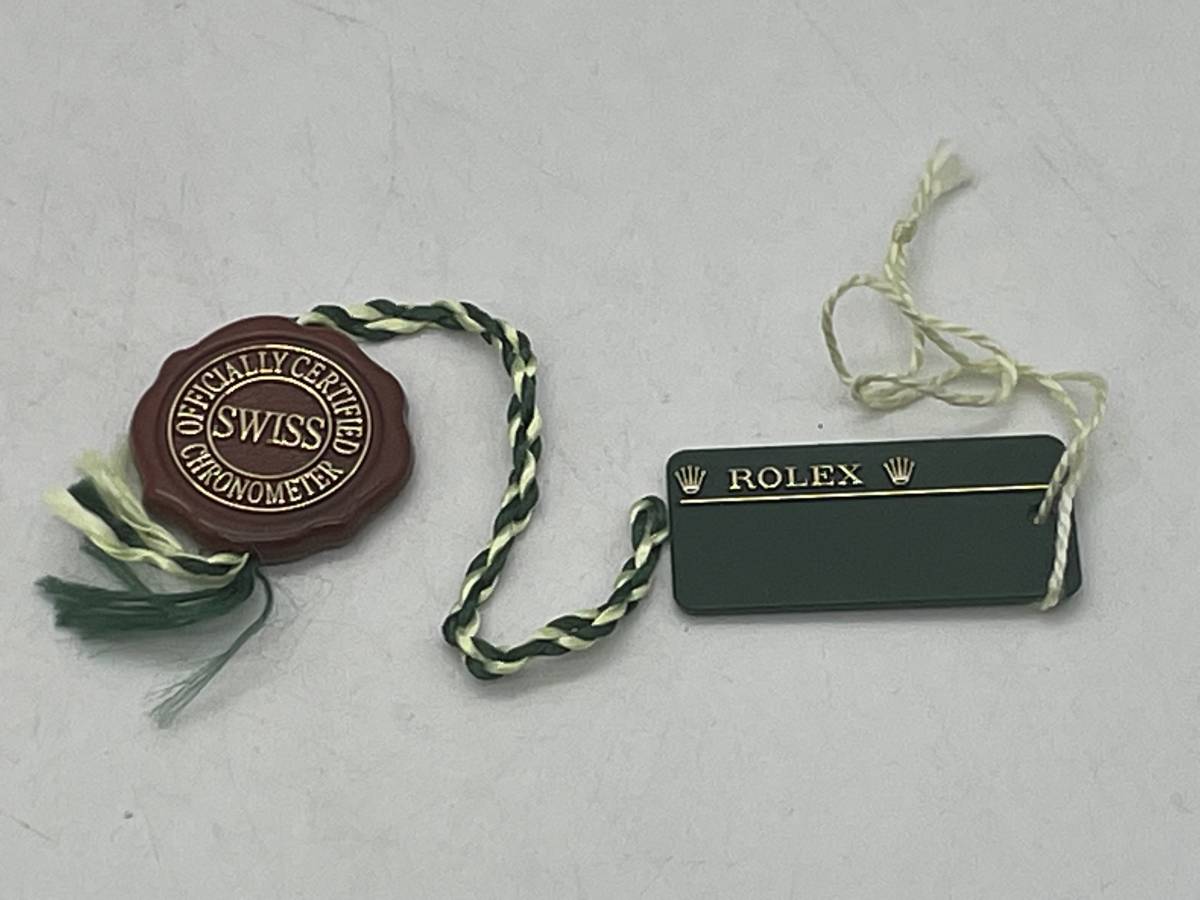 OFFICIALLY CERTIFIED
SWISS
CHRONOMETER
ROLEX